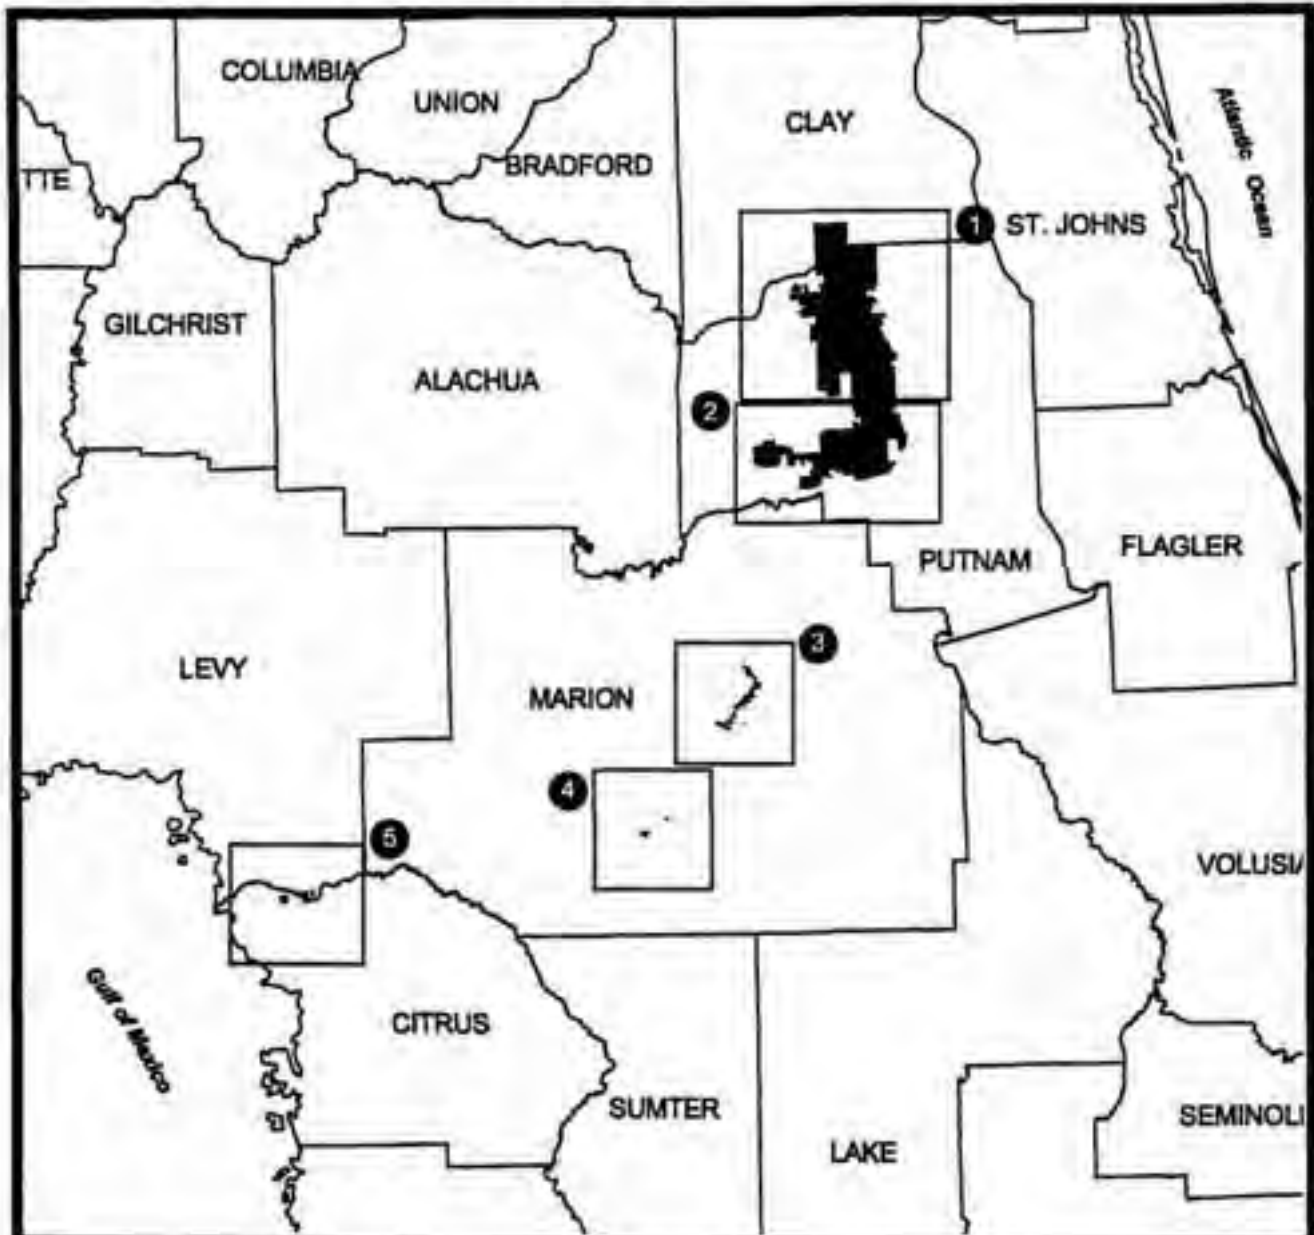 COLUMBIA
UNION
CLAY
Atlantic Ocean
BRADFORD
TTE
1
ST. JOHNS
GILCHRIST
ALACHUA
2
FLAGLER
PUTNAM
3
LEVY
MARION
4
5
VOLUSIA
Gulf of Mexico
CITRUS
SUMTER
SEMINOL
LAKE